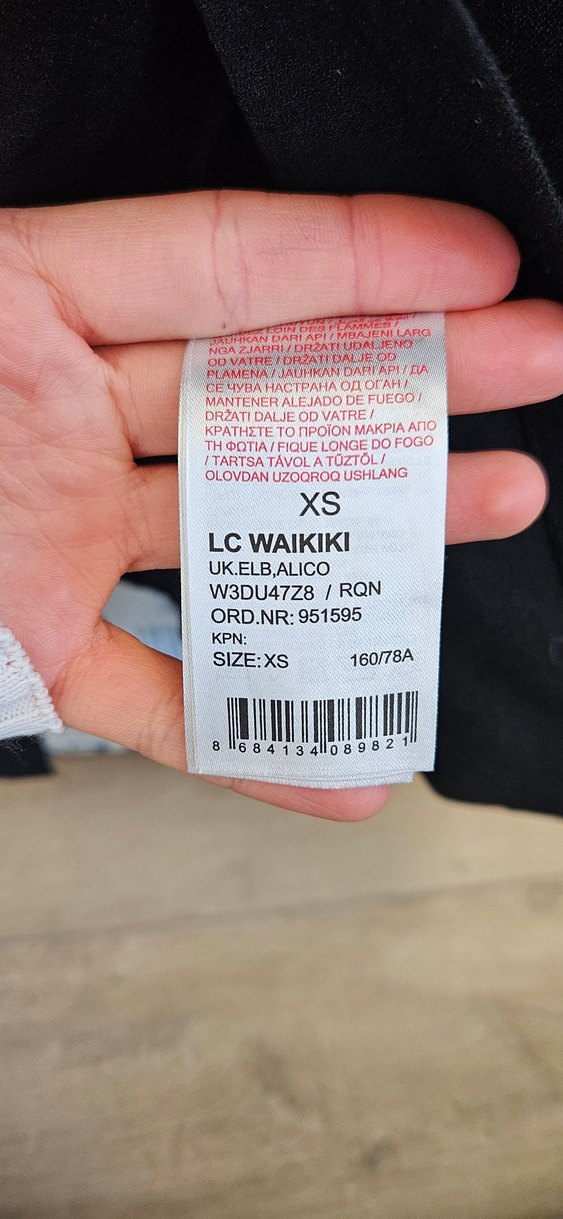 LOIN DES FLAMMES /
JAUHKAN DARI API / MBAJENI LARG
NGA ZJARRI / DRŽATI UDALJENO
OD VATRE / DRŽATI DALJE OD
PLAMENA / JAUHKAN DARI API / ДА
СЕ ЧУВА НАСТРАНА ОД ОГАН /
MANTENER ALEJADO DE FUEGO /
DRŽATI DALJE OD VATRE /
ΚΡΑΤΗΣΤΕ ΤΟ ΠΡΟΪΟΝ ΜΑΚΡΙΑ ΑΠΟ
ΤΗ ΦΩΤΙΑ / FIQUE LONGE DO FOGO
/ TARTSA TÁVOL A TŰZTŐL /
OLOVDAN UZOQROQ USHLANG
XS
LC WAIKIKI
UK.ELB,ALICO
W3DU47Z8 / RQN
ORD.NR: 951595
KPN:
SIZE:XS 160/78A
8 684134 089821